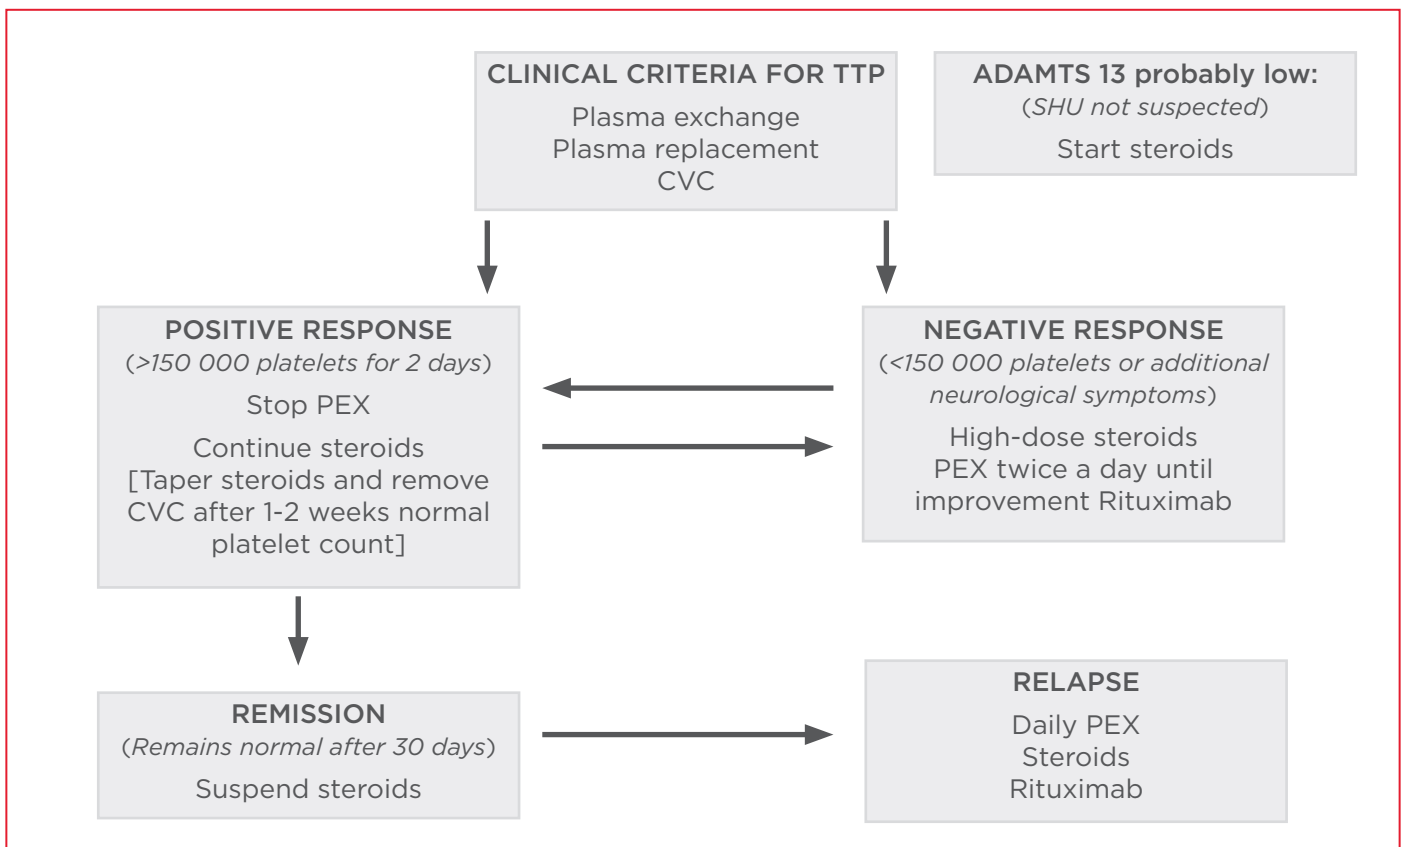 CLINICAL CRITERIA FOR TTP
Plasma exchange
Plasma replacement
CVC
ADAMTS 13 probably low:
(SHU not suspected)
Start steroids
POSITIVE RESPONSE
(>150 000 platelets for 2 days)
Stop PEX
Continue steroids
[Taper steroids and remove
CVC after 1-2 weeks normal
platelet count]
NEGATIVE RESPONSE
(<150 000 platelets or additional
neurological symptoms)
High-dose steroids
PEX twice a day until
improvement Rituximab
REMISSION
(Remains normal after 30 days)
Suspend steroids
RELAPSE
Daily PEX
Steroids
Rituximab